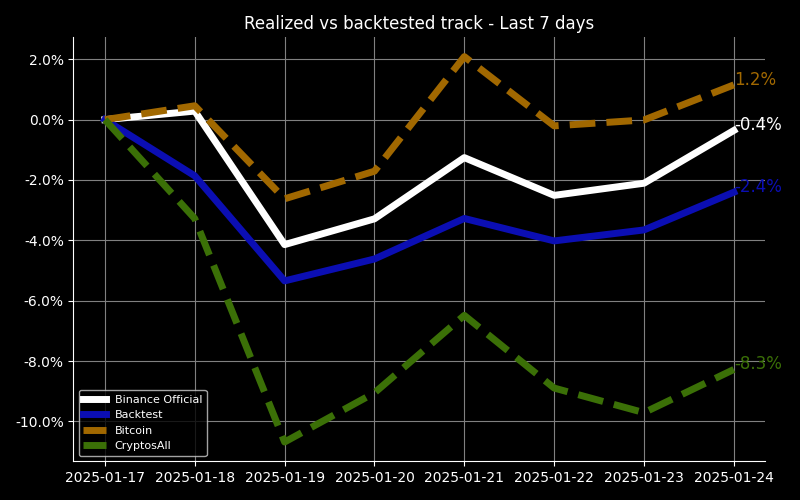 Realized vs backtested track - Last 7 days
2.0%
0.0%
-2.0%
-4.0%
-6.0%
-8.0%
-10.0%
1.2%
-0.4%
-2.4%
-8.3%
Binance Official
Backtest
Bitcoin
CryptosAll
2025-01-17 2025-01-18 2025-01-19 2025-01-20 2025-01-21 2025-01-22 2025-01-23 2025-01-24